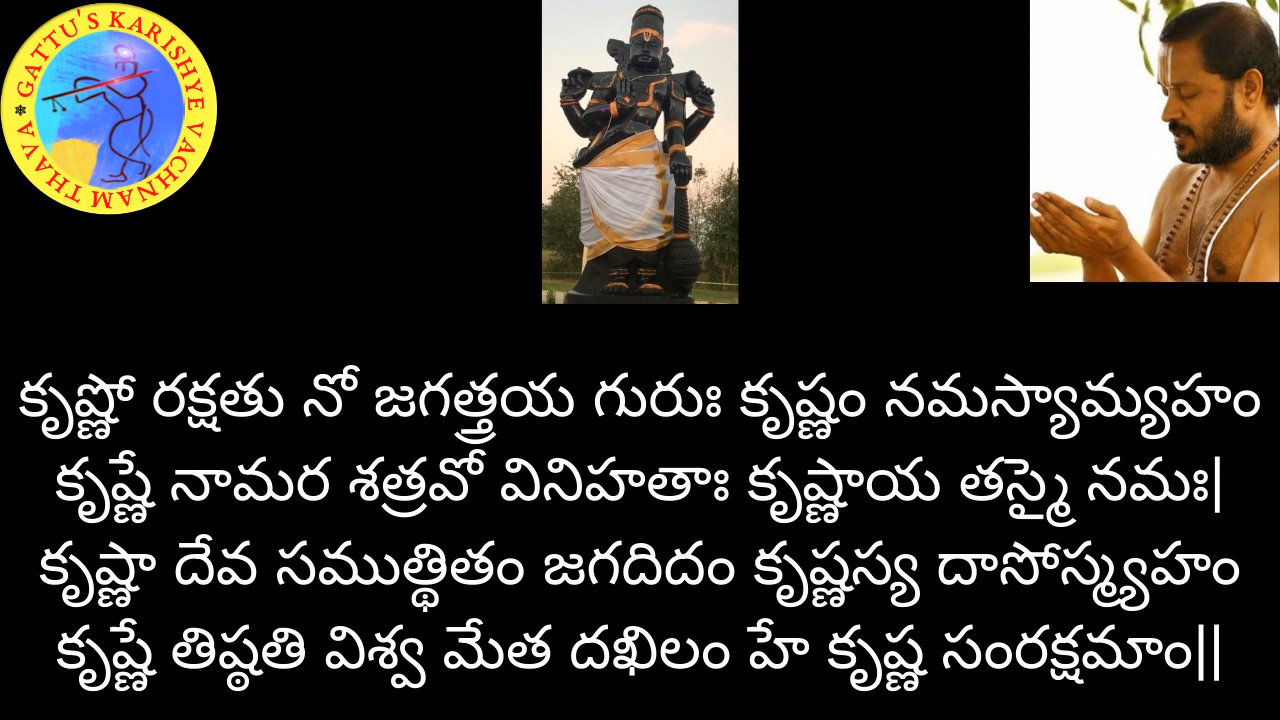 GATTU'S KARISHYE VACHNAM THAVA
కృష్ణో రక్షతు నో జగత్త్రయ గురుః కృష్ణం నమస్యామ్యహం
కృష్ణే నామర శత్రవో వినిహతాః కృష్ణాయ తస్మై నమః|
కృష్ణా దేవ సముత్థితం జగదిదం కృష్ణస్య దాసోస్మ్యహం
కృష్ణే తిష్ఠతి విశ్వ మేత దఖిలం హే కృష్ణ సంరక్షమాం||